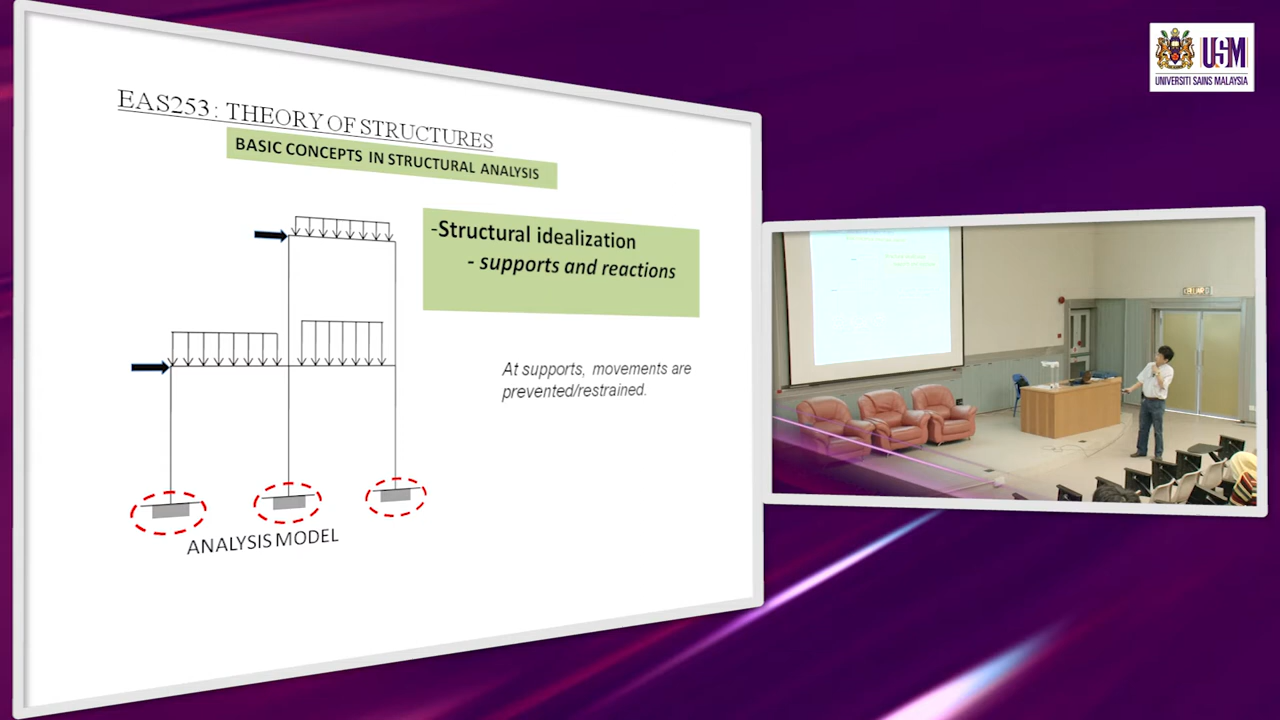 EAS253: THEORY OF STRUCTURES
BASIC CONCEPTS IN STRUCTURAL ANALYSIS
-Structural idealization
- supports and reactions
At supports, movements are
prevented/restrained.
ANALYSIS MODEL
USM
UNIVERSITI SAINS MALAYSIA